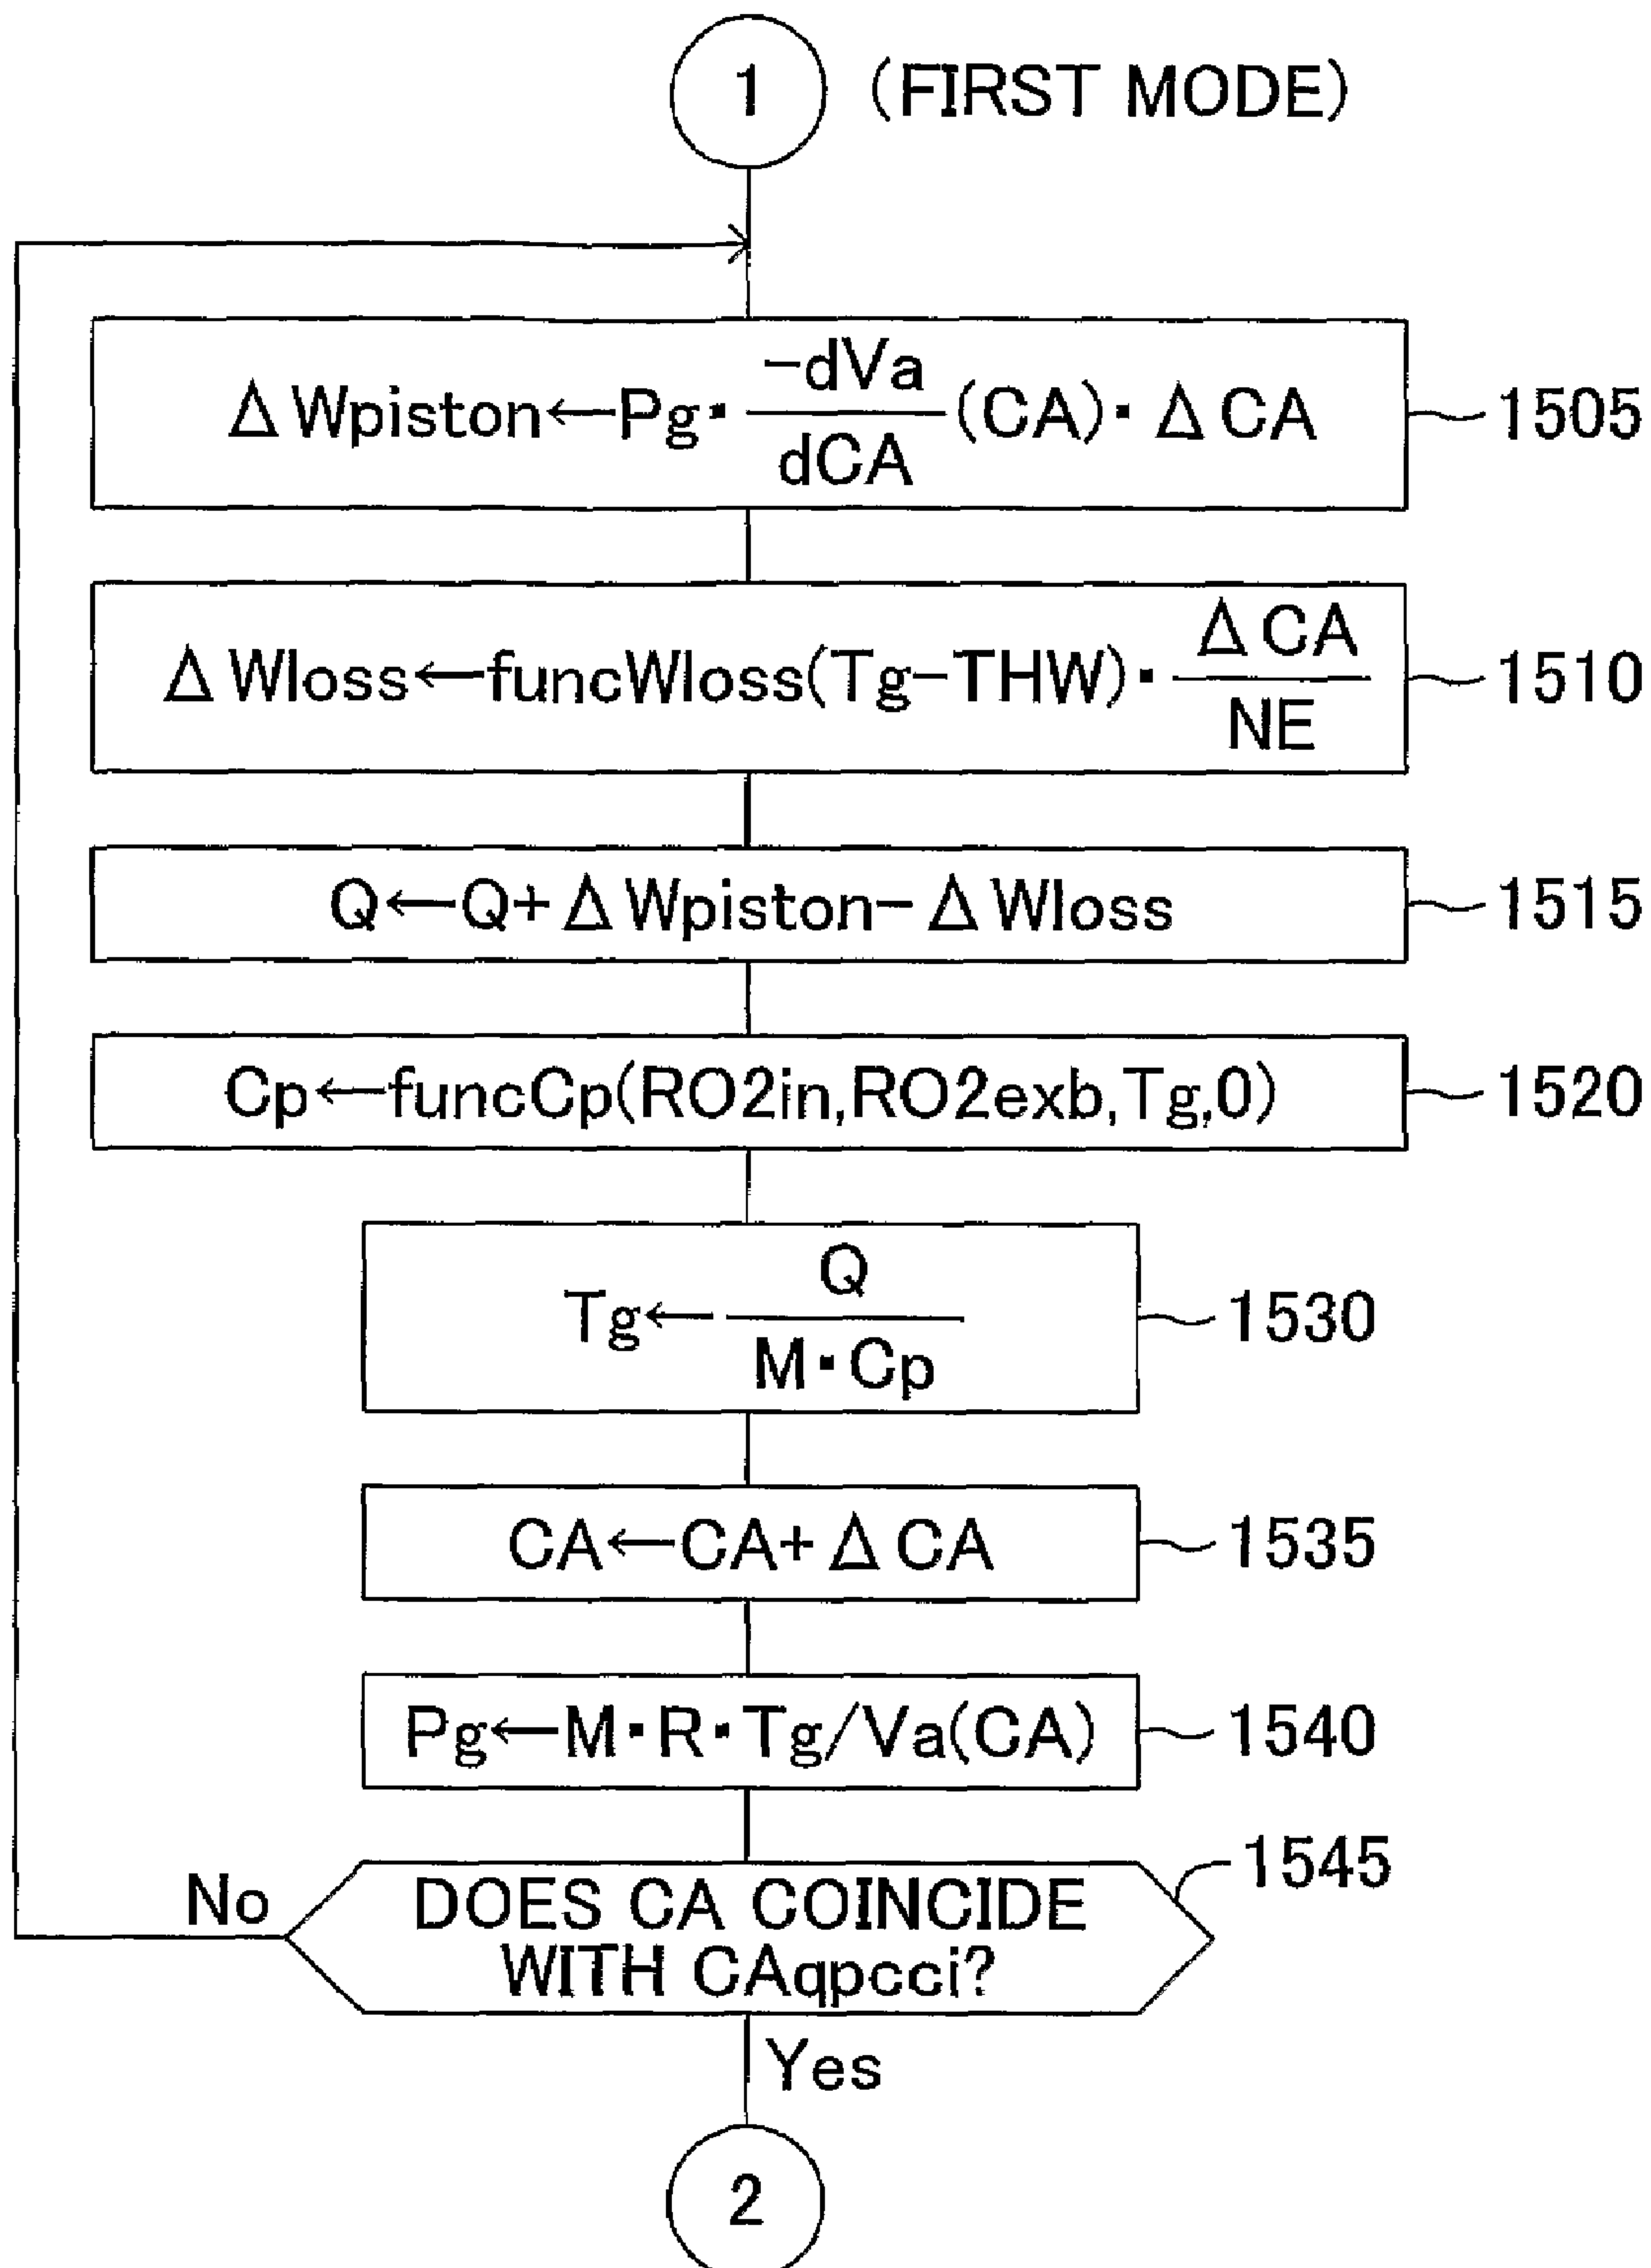 1 (FIRST MODE)
ΔWpiston←Pg·-dVa/dCA(CA)·ΔCA 1505
ΔWloss←funcWloss(Tg-THW)·ΔCA/NE 1510
Q←Q+ΔWpiston-ΔWloss 1515
Cp←funcCp(RO2in,RO2exb,Tg,0) 1520
Tg←Q/M·Cp 1530
CA←CA+ΔCA 1535
Pg←M·R·Tg/Va(CA) 1540
1545
No DOES CA COINCIDE
WITH CAqpcci?
Yes
2